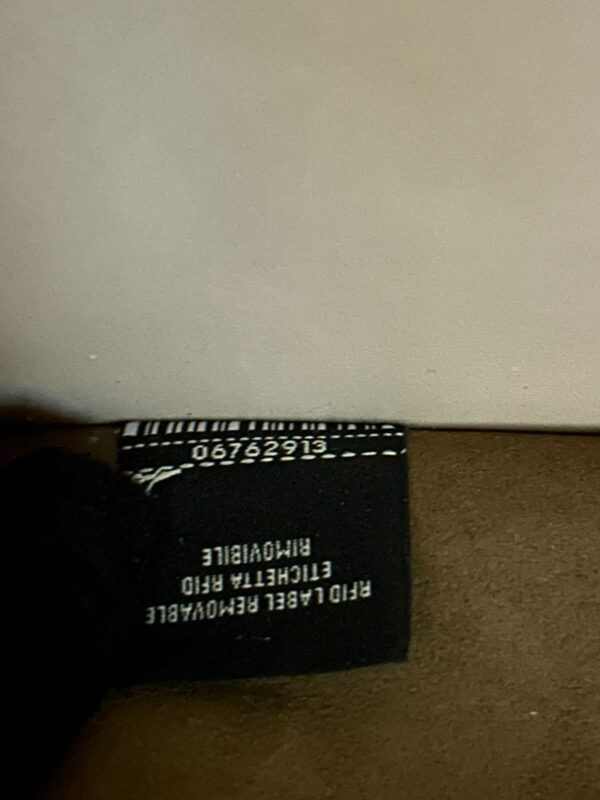 06762913
RFID LABEL REMOVABLE
ETICHETTA RFID
RIMOVIBILE